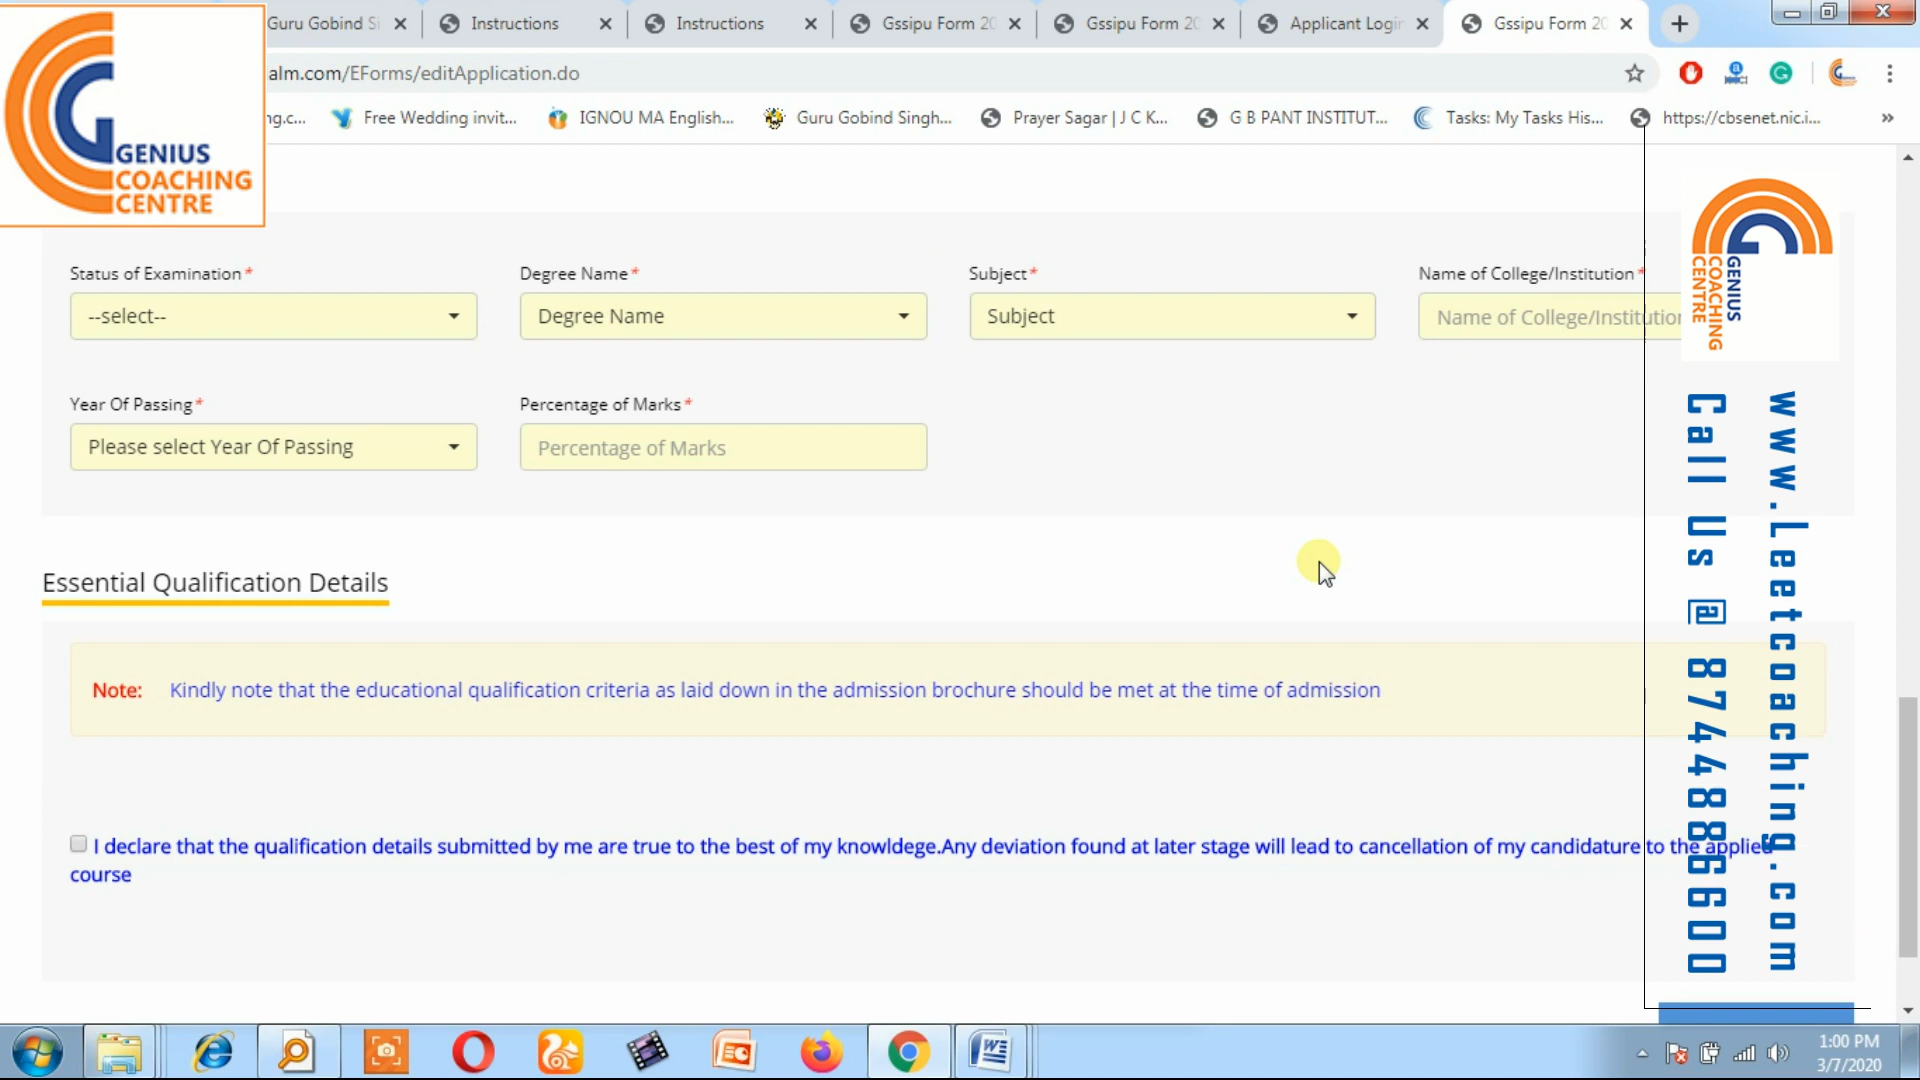 Guru Gobind Si
Instructions
Instructions
Gssipu Form 20
Gssipu Form 20
Applicant Login
Gssipu Form 20
alm.com/EForms/editApplication.do
ng.c...
Free Wedding invit...
IGNOU MA English...
Guru Gobind Singh...
Prayer Sagar | J C K...
G B PANT INSTITUT...
Tasks: My Tasks His...
https://cbsenet.nic.i...
GENIUS
COACHING
CENTRE
Status of Examination*
Degree Name*
Subject*
Name of College/Institution*
--select--
Degree Name
Subject
Name of College/Institution
GENIUS
COACHING
CENTRE
Year Of Passing*
Percentage of Marks*
Please select Year Of Passing
Percentage of Marks
www.Leetcoaching.com
Call Us @ 8744886600
Essential Qualification Details
Note: Kindly note that the educational qualification criteria as laid down in the admission brochure should be met at the time of admission
I declare that the qualification details submitted by me are true to the best of my knowldege.Any deviation found at later stage will lead to cancellation of my candidature to the applied
course
1:00 PM
3/7/2020